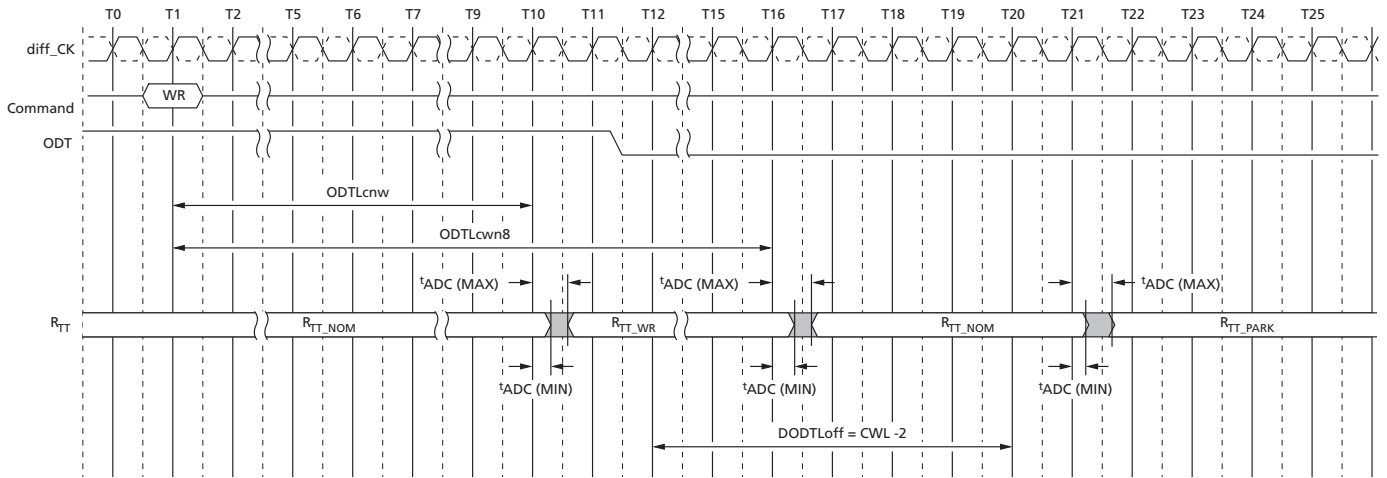 T0 T1 T2 T5 T6 T7 T9 T10 T11 T12 T15 T16 T17 T18 T19 T20 T21 T22 T23 T24 T25
diff_CK
Command WR
ODT
ODTLcnw
ODTLcwn8
tADC (MAX) tADC (MAX) tADC (MAX)
RTT RTT_NOM RTT_WR RTT_NOM RTT_PARK
tADC (MIN) tADC (MIN) tADC (MIN)
DODTLoff = CWL -2